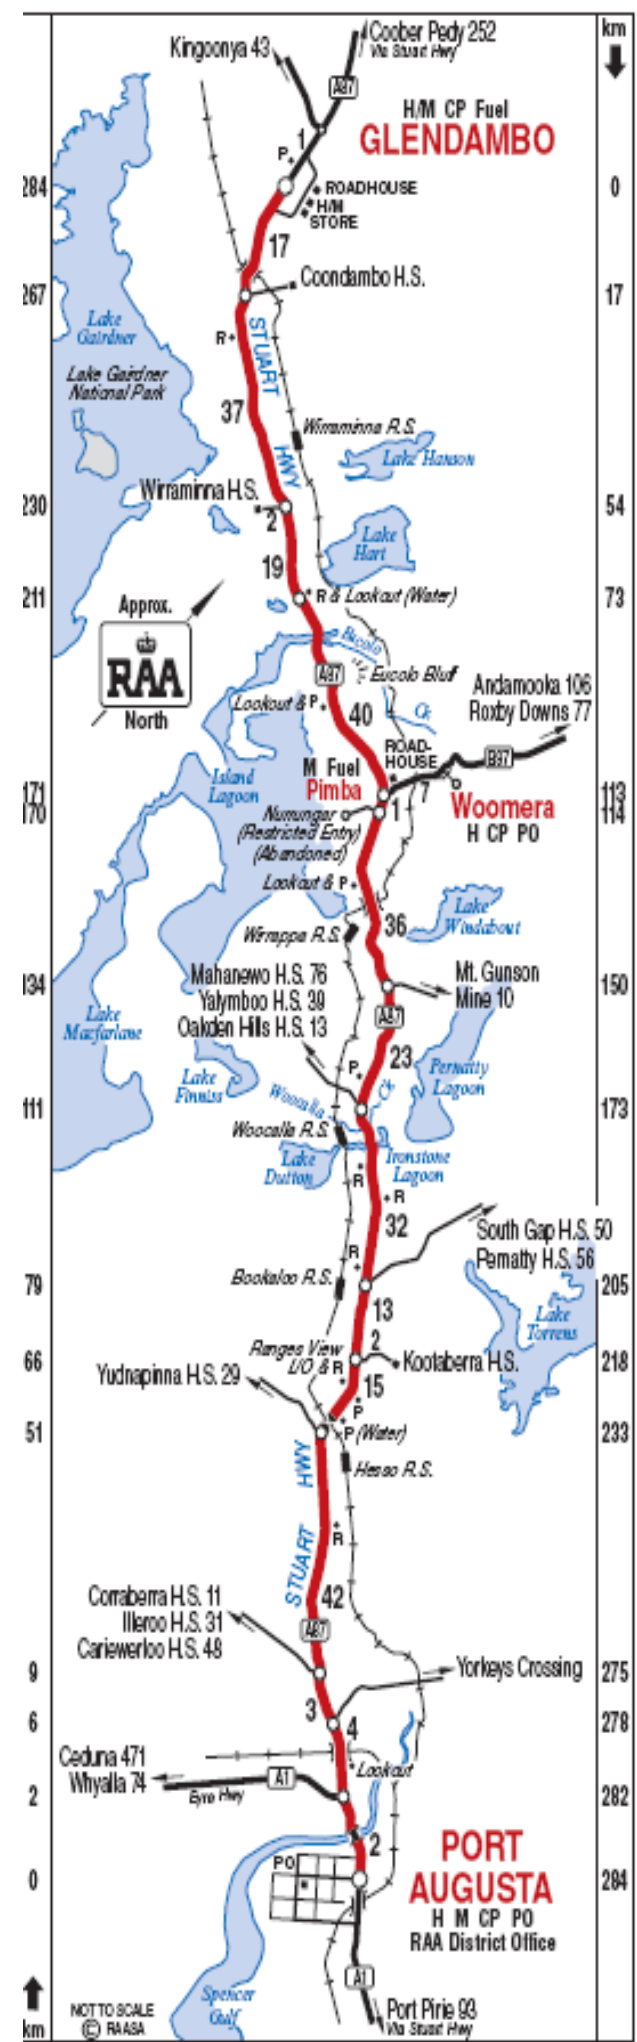 km
Coober Pedy 252
Via Stuart Hwy
Kingoonya 43
A87
H/M CP Fuel
GLENDAMBO
1
P
284
ROADHOUSE
H/M
STORE
0
17
267
Coondambo H.S.
17
Lake
Gairdner
STUART
R
Lake Gairdner
National Park
37
Wirraminna R.S.
HWY
Lake Hanson
Wirraminna H.S.
230
2
54
Lake
Hart
19
211
R & Lookout (Water)
73
Approx.
RAA
North
Eucolo
A87
Eucolo Bluff
Andamooka 106
Roxby Downs 77
Lookout & P
40
Ck
ROAD-
HOUSE
B97
Island
Lagoon
M Fuel
Pimba
171
7
113
170
Nurrungar
(Restricted Entry)
(Abandoned)
1
Woomera
H CP PO
114
Lookout & P
Lake
Windabout
36
Wirrappa R.S.
Mahanewo H.S. 76
Yalymboo H.S. 39
Oakden Hills H.S. 13
134
Mt. Gunson
Mine 10
150
A87
Lake
Macfarlane
23
P
Pernatty
Lagoon
Lake
Finniss
Woocalla
Ck
111
173
Woocalla R.S.
Lake
Dutton
Ironstone
Lagoon
R
R
32
South Gap H.S. 50
Pernatty H.S. 56
R
Bookaloo R.S.
79
205
13
Lake
Torrens
Ranges View
L/O & R
2
66
Kootaberra H.S.
218
Yudnapinna H.S. 29
15
P
51
P (Water)
233
HWY
Hesso R.S.
R
STUART
42
Corraberra H.S. 11
Illeroo H.S. 31
Cariewerloo H.S. 48
A87
9
Yorkeys Crossing
275
3
6
4
278
Ceduna 471
Whyalla 74
Lookout
A1
Eyre Hwy
2
282
2
PO
PORT
AUGUSTA
0
284
H M CP PO
RAA District Office
A1
Spencer
Gulf
NOT TO SCALE
© RAASA
km
Port Pirie 93
Via Stuart Hwy